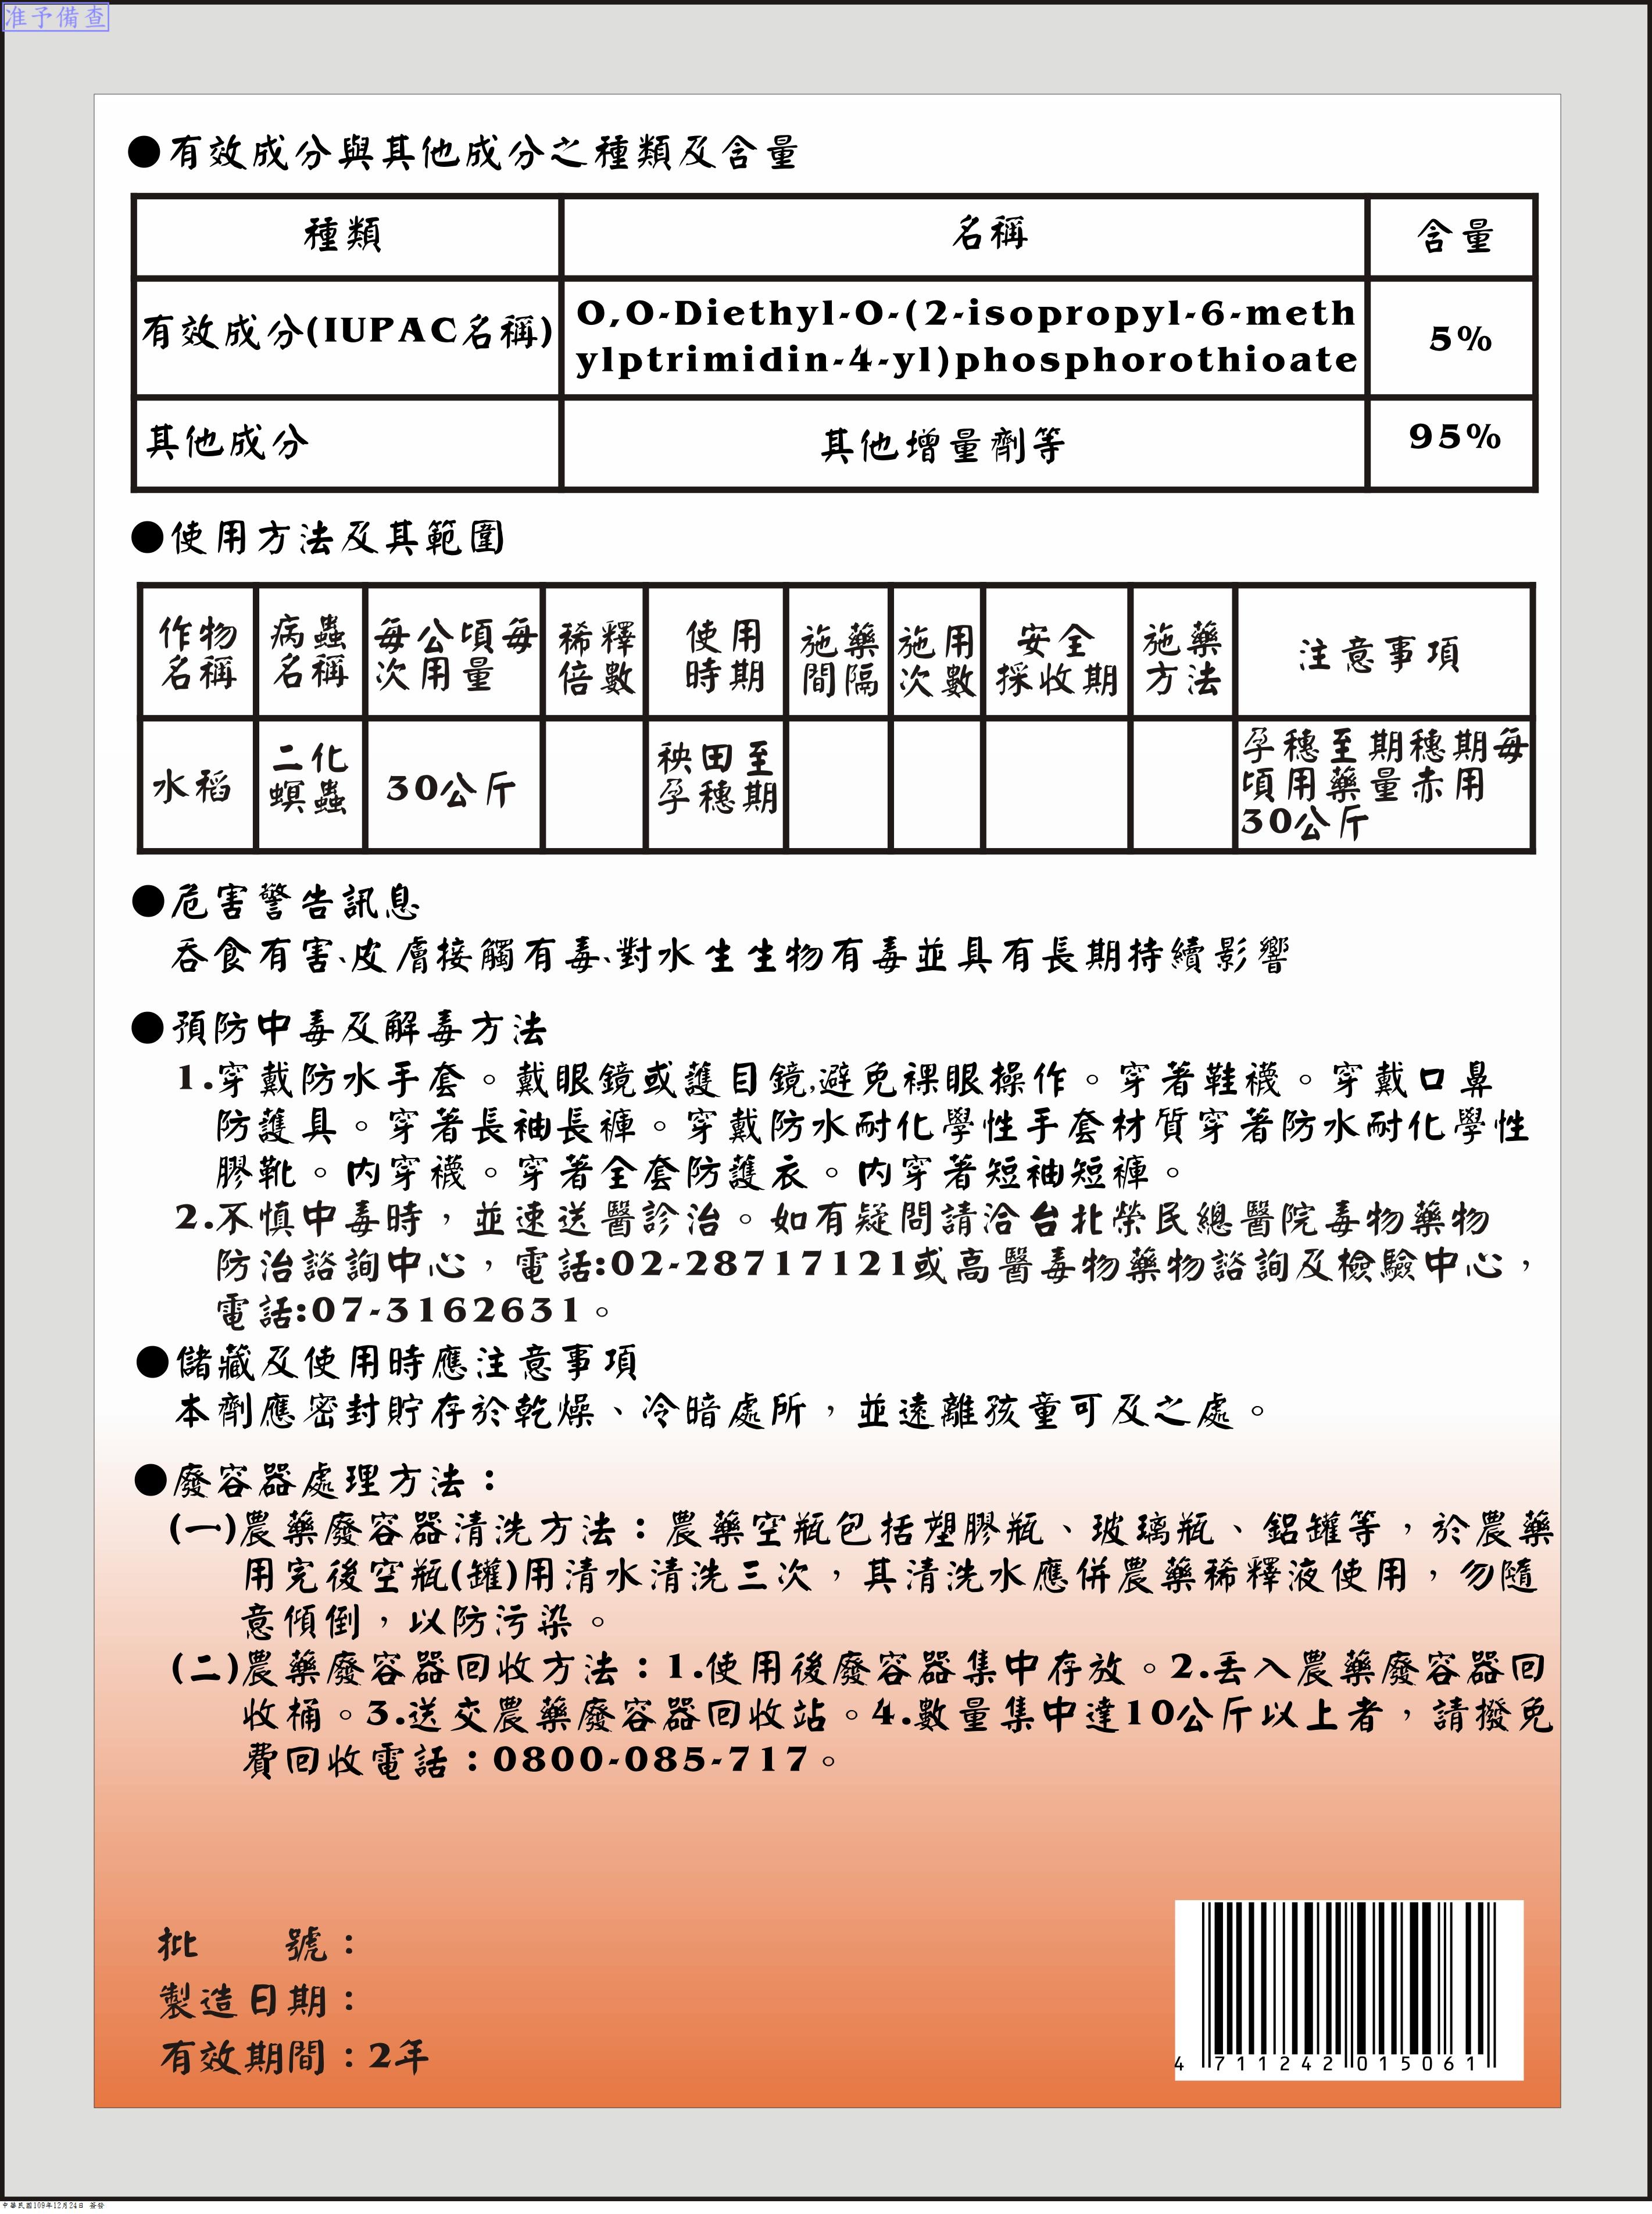 准予備查
●有效成分與其他成分之種類及含量
種類 名稱 含量
有效成分(IUPAC名稱) O,O-Diethyl-O-(2-isopropyl-6-meth
ylptrimidin-4-yl)phosphorothioate 5%
其他成分 其他增量劑等 95%
●使用方法及其範圍
作物 病蟲 每公頃每 稀釋 使用 施藥 施用 安全 施藥 注意事項
名稱 名稱 次用量 倍數 時期 間隔 次數 採收期 方法
水稻 二化 30公斤 秧田至 孕穗至期穗期每
螟蟲 孕穗期 頃用藥量赤用
30公斤
●危害警告訊息
吞食有害、皮膚接觸有毒、對水生生物有毒並具有長期持續影響
●預防中毒及解毒方法
1.穿戴防水手套。戴眼鏡或護目鏡,避免裸眼操作。穿著鞋襪。穿戴口鼻
防護具。穿著長袖長褲。穿戴防水耐化學性手套材質穿著防水耐化學性
膠靴。內穿襪。穿著全套防護衣。內穿著短袖短褲。
2.不慎中毒時，並速送醫診治。如有疑問請洽台北榮民總醫院毒物藥物
防治諮詢中心，電話:02-28717121或高醫毒物藥物諮詢及檢驗中心，
電話:07-3162631。
●儲藏及使用時應注意事項
本劑應密封貯存於乾燥、冷暗處所，並遠離孩童可及之處。
●廢容器處理方法：
(一)農藥廢容器清洗方法：農藥空瓶包括塑膠瓶、玻璃瓶、鋁罐等，於農藥
用完後空瓶(罐)用清水清洗三次，其清洗水應併農藥稀釋液使用，勿隨
意傾倒，以防污染。
(二)農藥廢容器回收方法：1.使用後廢容器集中存放。2.丟入農藥廢容器回
收桶。3.送交農藥廢容器回收站。4.數量集中達10公斤以上者，請撥免
費回收電話：0800-085-717。
批　　號：
製造日期：
有效期間：2年
4 711242 015061
中華民國109年12月24日 簽發